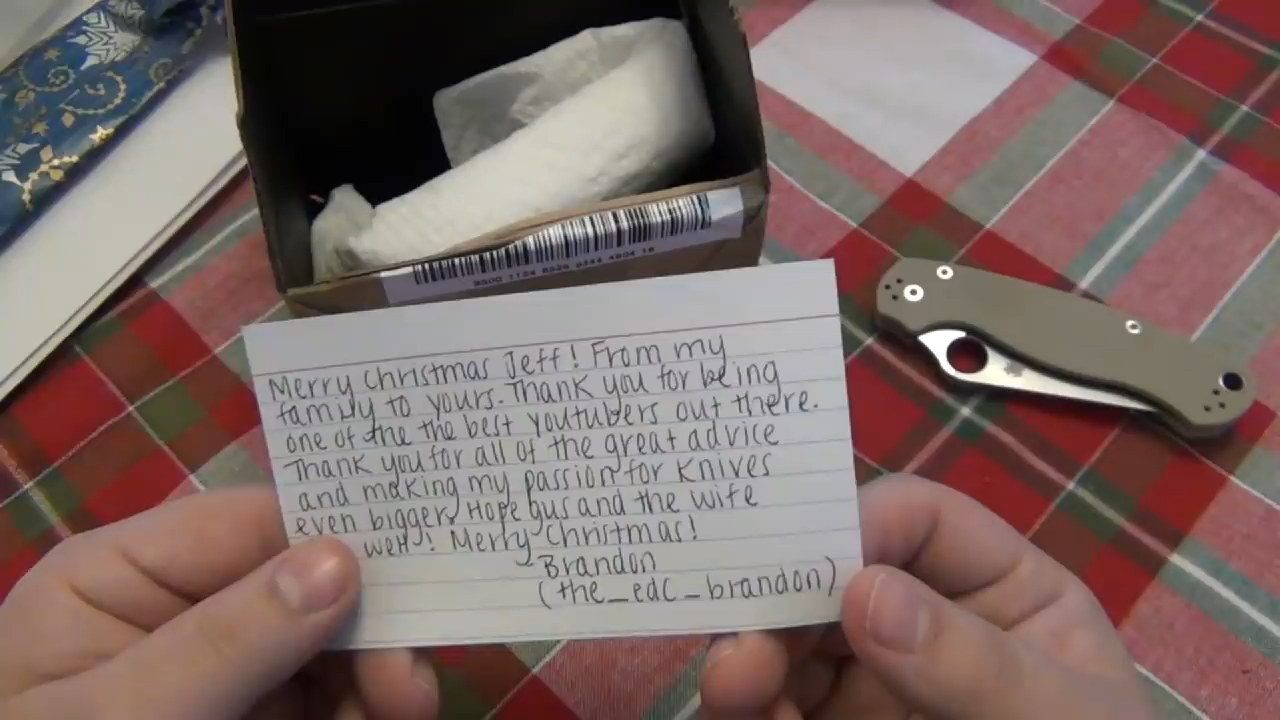 Merry Christmas Jeff! From my
family to yours. Thank you for being
one of the the best youtubers out there.
Thank you for all of the great advice
and making my passion for knives
even bigger. Hope gus and the wife
well! Merry Christmas!
Brandon
(the_edc_brandon)